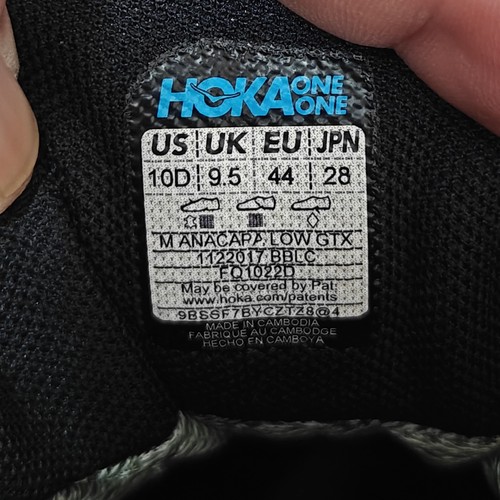 HOKA ONE ONE
US UK EU JPN
10D 9.5 44 28
M ANACAPA LOW GTX
1122017 BBLC
FQ1022D
May be covered by Pat.
www.hoka.com/patents
9BSSF7BYCZTZ8@4
MADE IN CAMBODIA
FABRIQUE AU CAMBODGE
HECHO EN CAMBOYA